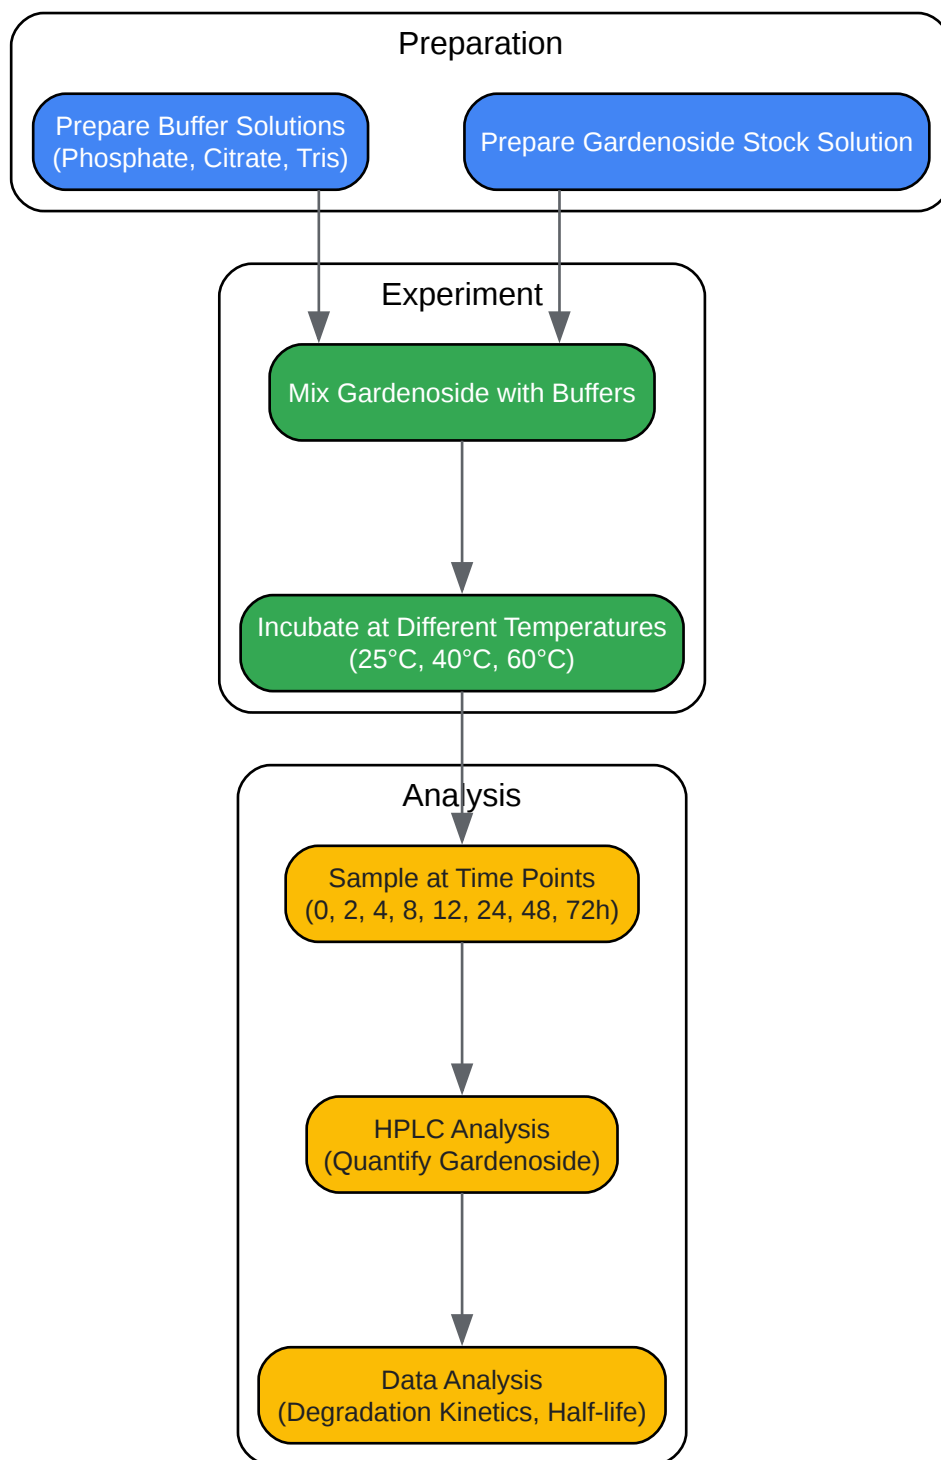 Preparation
Prepare Buffer Solutions
(Phosphate, Citrate, Tris)
Prepare Gardenoside Stock Solution
Experiment
Mix Gardenoside with Buffers
Incubate at Different Temperatures
(25°C, 40°C, 60°C)
Analysis
Sample at Time Points
(0, 2, 4, 8, 12, 24, 48, 72h)
HPLC Analysis
(Quantify Gardenoside)
Data Analysis
(Degradation Kinetics, Half-life)